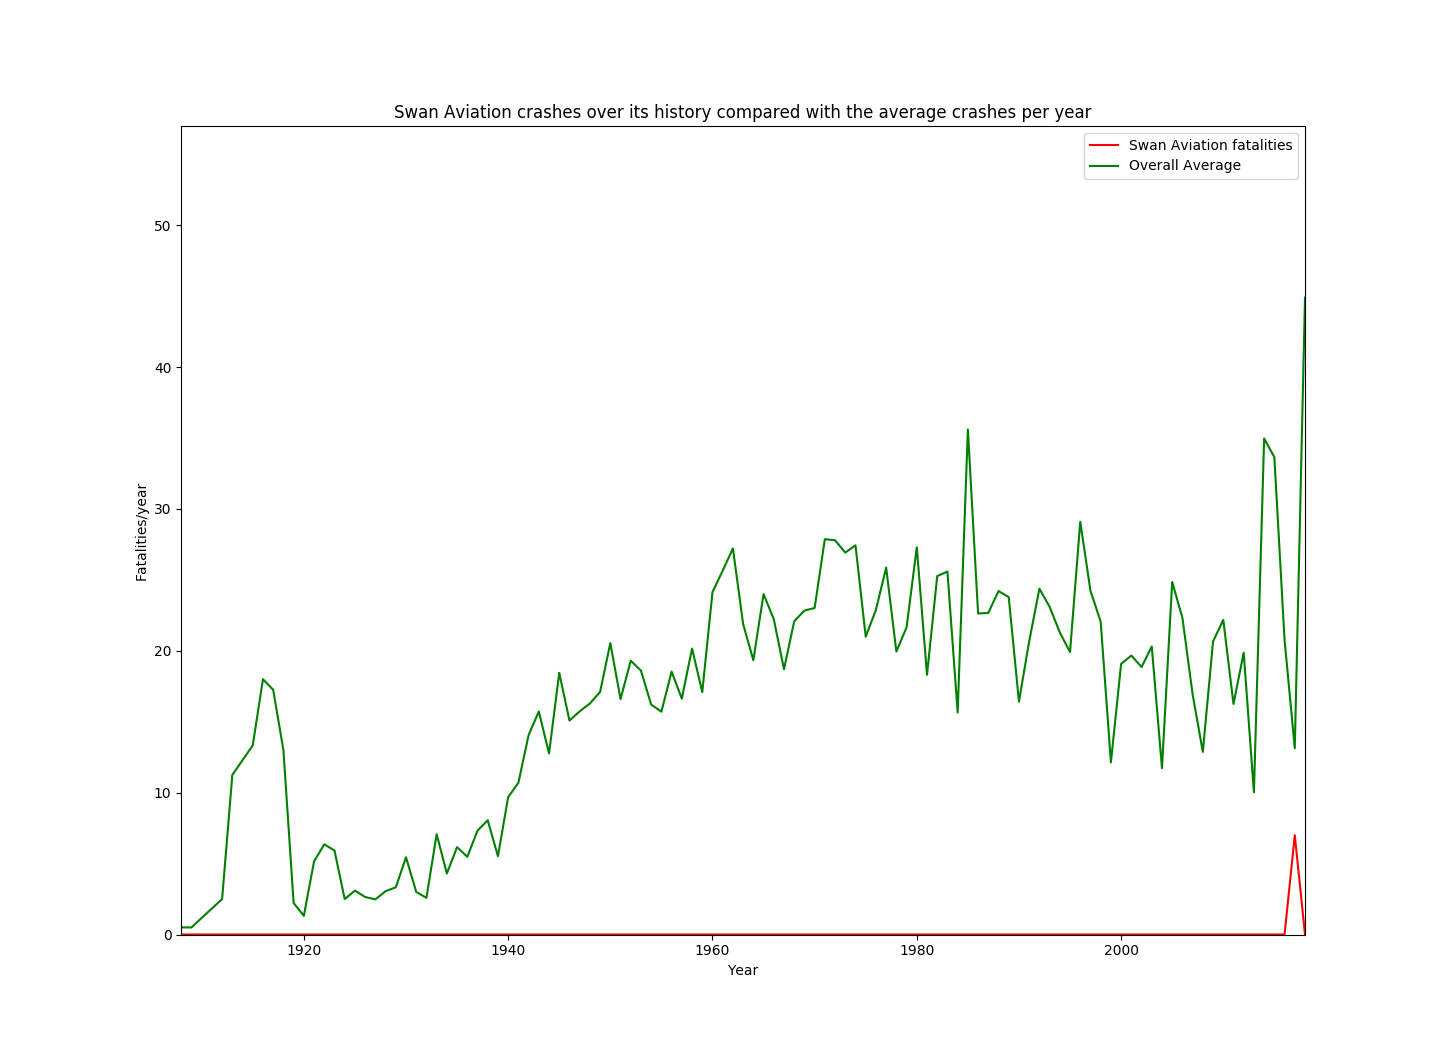 Swan Aviation crashes over its history compared with the average crashes per year
Swan Aviation fatalities
Overall Average
50
40
30
20
10
0
Fatalities/year
1920 1940 1960 1980 2000
Year